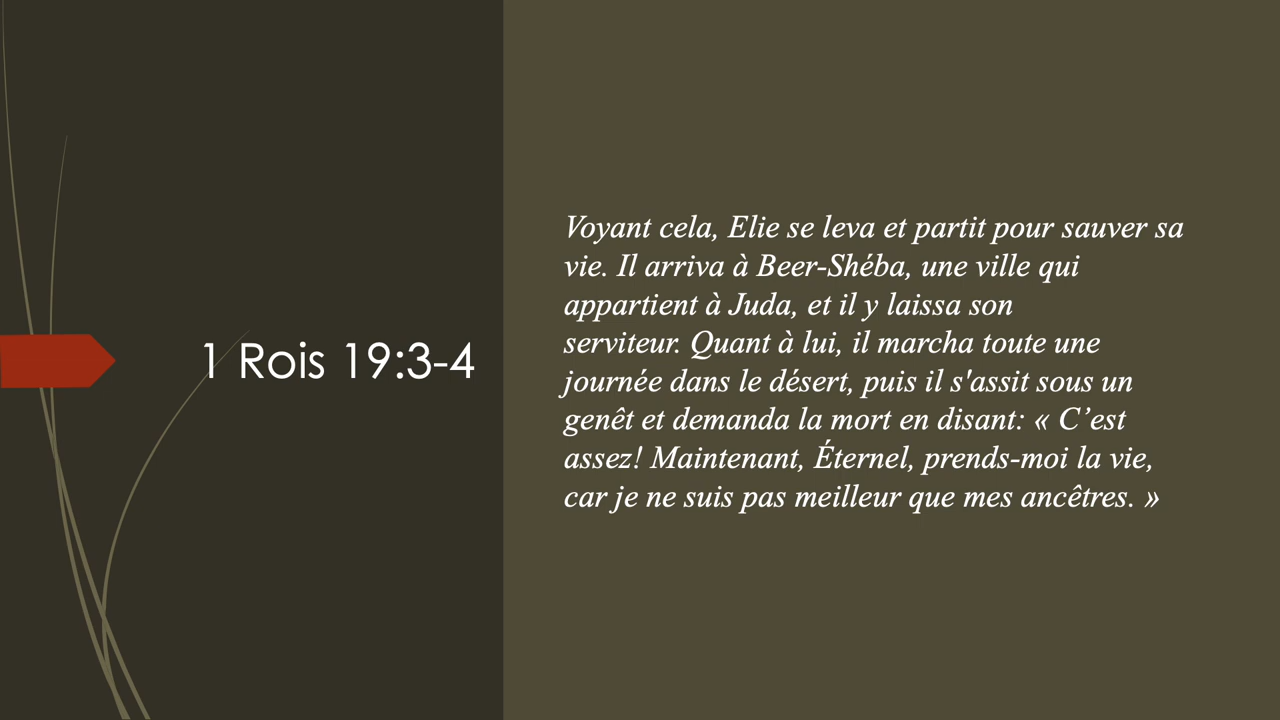 1 Rois 19:3-4
Voyant cela, Elie se leva et partit pour sauver sa
vie. Il arriva à Beer-Shéba, une ville qui
appartient à Juda, et il y laissa son
serviteur. Quant à lui, il marcha toute une
journée dans le désert, puis il s'assit sous un
genêt et demanda la mort en disant: « C’est
assez! Maintenant, Éternel, prends-moi la vie,
car je ne suis pas meilleur que mes ancêtres. »